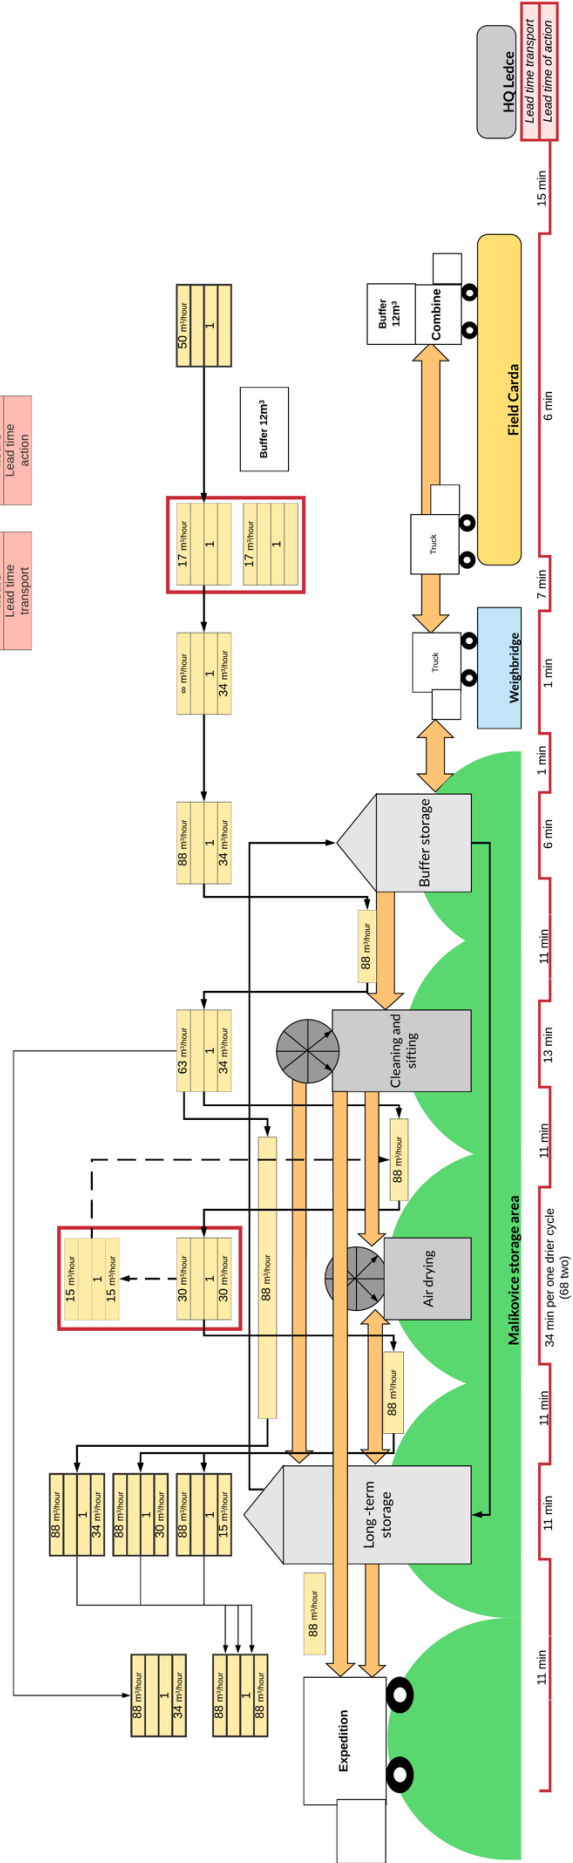 HQ Ledce
Lead time transport
Lead time of action
15 min
Field Carda
Combine
Buffer
12m³
6 min
Truck
7 min
Truck
Weighbridge
1 min
1 min
Buffer storage
6 min
11 min
Cleaning and
sifting
13 min
11 min
Air drying
34 min per one drier cycle
(68 two)
Malíkovice storage area
11 min
Long -term
storage
11 min
11 min
Expedition
50 m³/hour
1
Buffer 12m³
17 m³/hour
1
17 m³/hour
1
∞ m³/hour
1
34 m³/hour
88 m³/hour
1
34 m³/hour
88 m³/hour
63 m³/hour
1
34 m³/hour
88 m³/hour
88 m³/hour
15 m³/hour
1
15 m³/hour
30 m³/hour
1
30 m³/hour
88 m³/hour
88 m³/hour
1
34 m³/hour
88 m³/hour
1
30 m³/hour
88 m³/hour
1
15 m³/hour
88 m³/hour
88 m³/hour
1
34 m³/hour
88 m³/hour
1
88 m³/hour
Lead time
action
Lead time
transport